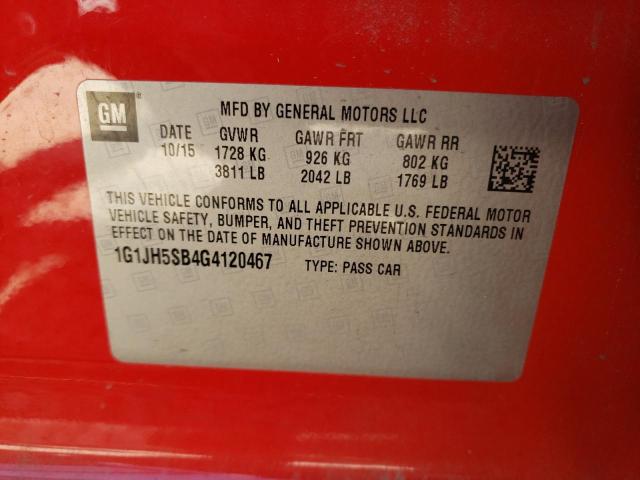 GM
MFD BY GENERAL MOTORS LLC
DATE GVWR GAWR FRT GAWR RR
10/15 1728 KG 926 KG 802 KG
3811 LB 2042 LB 1769 LB
THIS VEHICLE CONFORMS TO ALL APPLICABLE U.S. FEDERAL MOTOR
VEHICLE SAFETY, BUMPER, AND THEFT PREVENTION STANDARDS IN
EFFECT ON THE DATE OF MANUFACTURE SHOWN ABOVE.
1G1JH5SB4G4120467 TYPE: PASS CAR